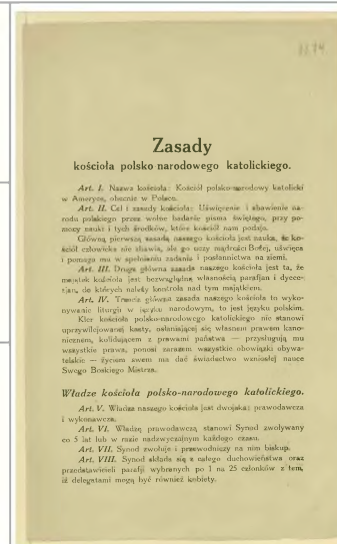 1174
Zasady
kościoła polsko narodowego katolickiego.
Art. I. Nazwa kościoła: Kościół polsko-narodowy katolicki
w Ameryce, obecnie w Polsce.
Art. II. Cel i zasady kościoła: Uświęcenie i zbawienie na-
rodu polskiego przez wolne badanie pisma świętego, przy po-
mocy nauki i tych środków, które kościół nam podaje.
Główną pierwszą zasadą naszego kościoła jest nauka, że ko-
ściół człowieka nie zbawia, ale go uczy mądrości Bożej, uświęca
i pomaga mu w spełnianiu zadania i posłannictwa na ziemi.
Art. III. Druga główna zasada naszego kościoła jest ta, że
majątek kościoła jest bezwzględną własnością parafjan i dyece-
zjan, do których należy kontrola nad tym majątkiem.
Art. IV. Trzecia główna zasada naszego kościoła to wyko-
nywanie liturgji w języku narodowym, to jest języku polskim.
Kler kościoła polsko-narodowego katolickiego nie stanowi
uprzywilejowanej kasty, osłaniającej się własnem prawem kano-
nicznem, kolidującem z prawami państwa — przysługują mu
wszystkie prawa, ponosi zarazem wszystkie obowiązki obywa-
telskie — życiem swem ma dać świadectwo wzniosłej nauce
Swego Boskiego Mistrza.
Władze kościoła polsko-narodowego katolickiego.
Art. V. Władza naszego kościoła jest dwojaka: prawodawcza
i wykonawcza.
Art. VI. Władzę prawodawczą stanowi Synod zwoływany
co 5 lat lub w razie nadzwyczajnym każdego czasu.
Art. VII. Synod zwołuje i przewodniczy na nim biskup.
Art. VIII. Synod składa się z całego duchowieństwa oraz
przedstawicieli parafji wybranych po 1 na 25 członków z tem,
iż delegatami mogą być również kobiety.